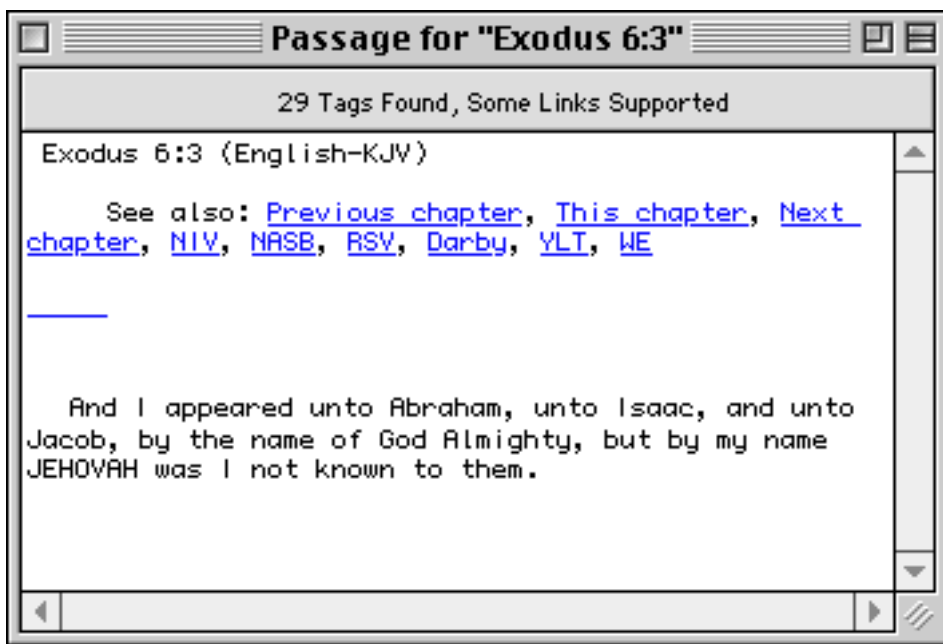 Passage for "Exodus 6:3"
29 Tags Found, Some Links Supported
Exodus 6:3 (English-KJV)
See also: Previous chapter, This chapter, Next
chapter, NIV, NASB, RSV, Darby, YLT, WE
And I appeared unto Abraham, unto Isaac, and unto
Jacob, by the name of God Almighty, but by my name
JEHOVAH was I not known to them.